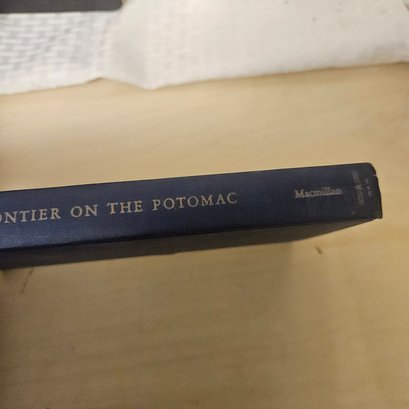 ONTIER ON THE POTOMAC
Macmillan